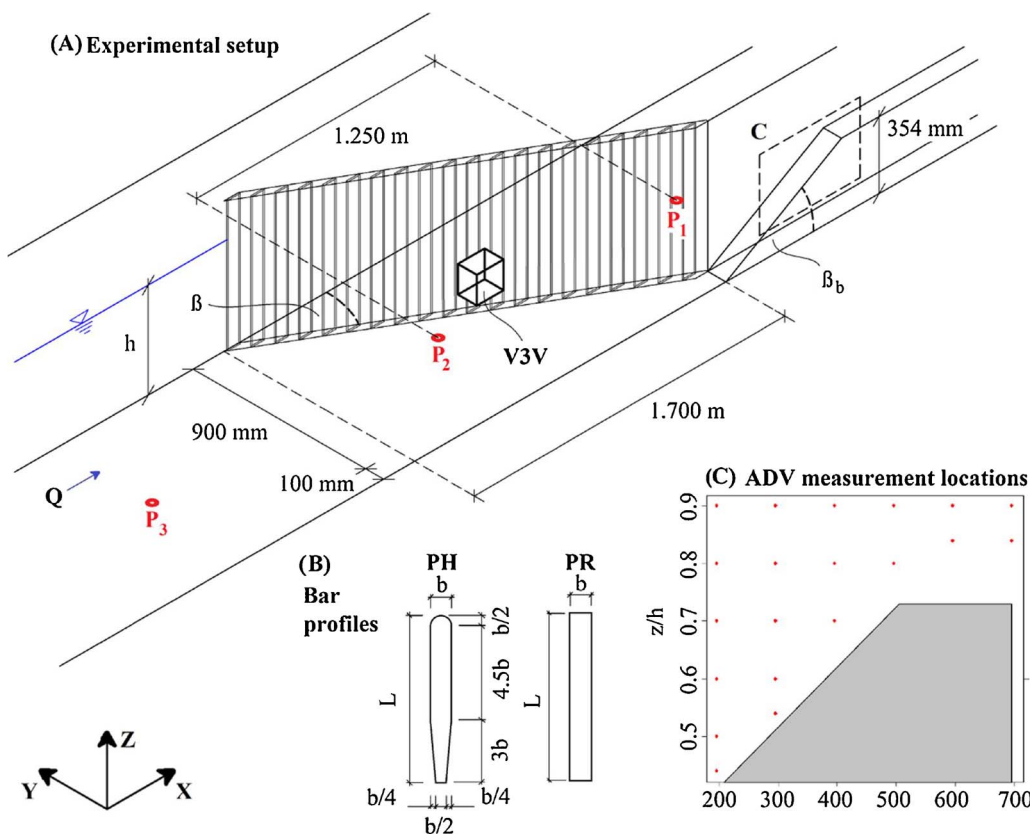 (A) Experimental setup
1.250 m
C
354 mm
P1
ß
ßb
h
P2
V3V
1.700 m
900 mm
100 mm
Q
P3
(B)
Bar
profiles
PH
b
b/2
4.5b
L
3b
b/4
b/4
b/2
PR
b
L
(C) ADV measurement locations
z/h
0.9
0.8
0.7
0.6
0.5
200 300 400 500 600 700
Z
Y
X